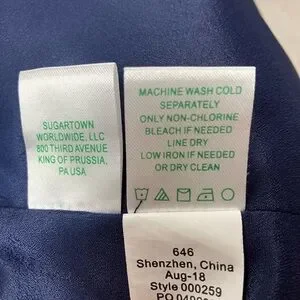 SUGARTOWN
WORLDWIDE, LLC
800 THIRD AVENUE
KING OF PRUSSIA,
PA USA
MACHINE WASH COLD
SEPARATELY
ONLY NON-CHLORINE
BLEACH IF NEEDED
LINE DRY
LOW IRON IF NEEDED
OR DRY CLEAN
646
Shenzhen, China
Aug-18
Style 000259
PO